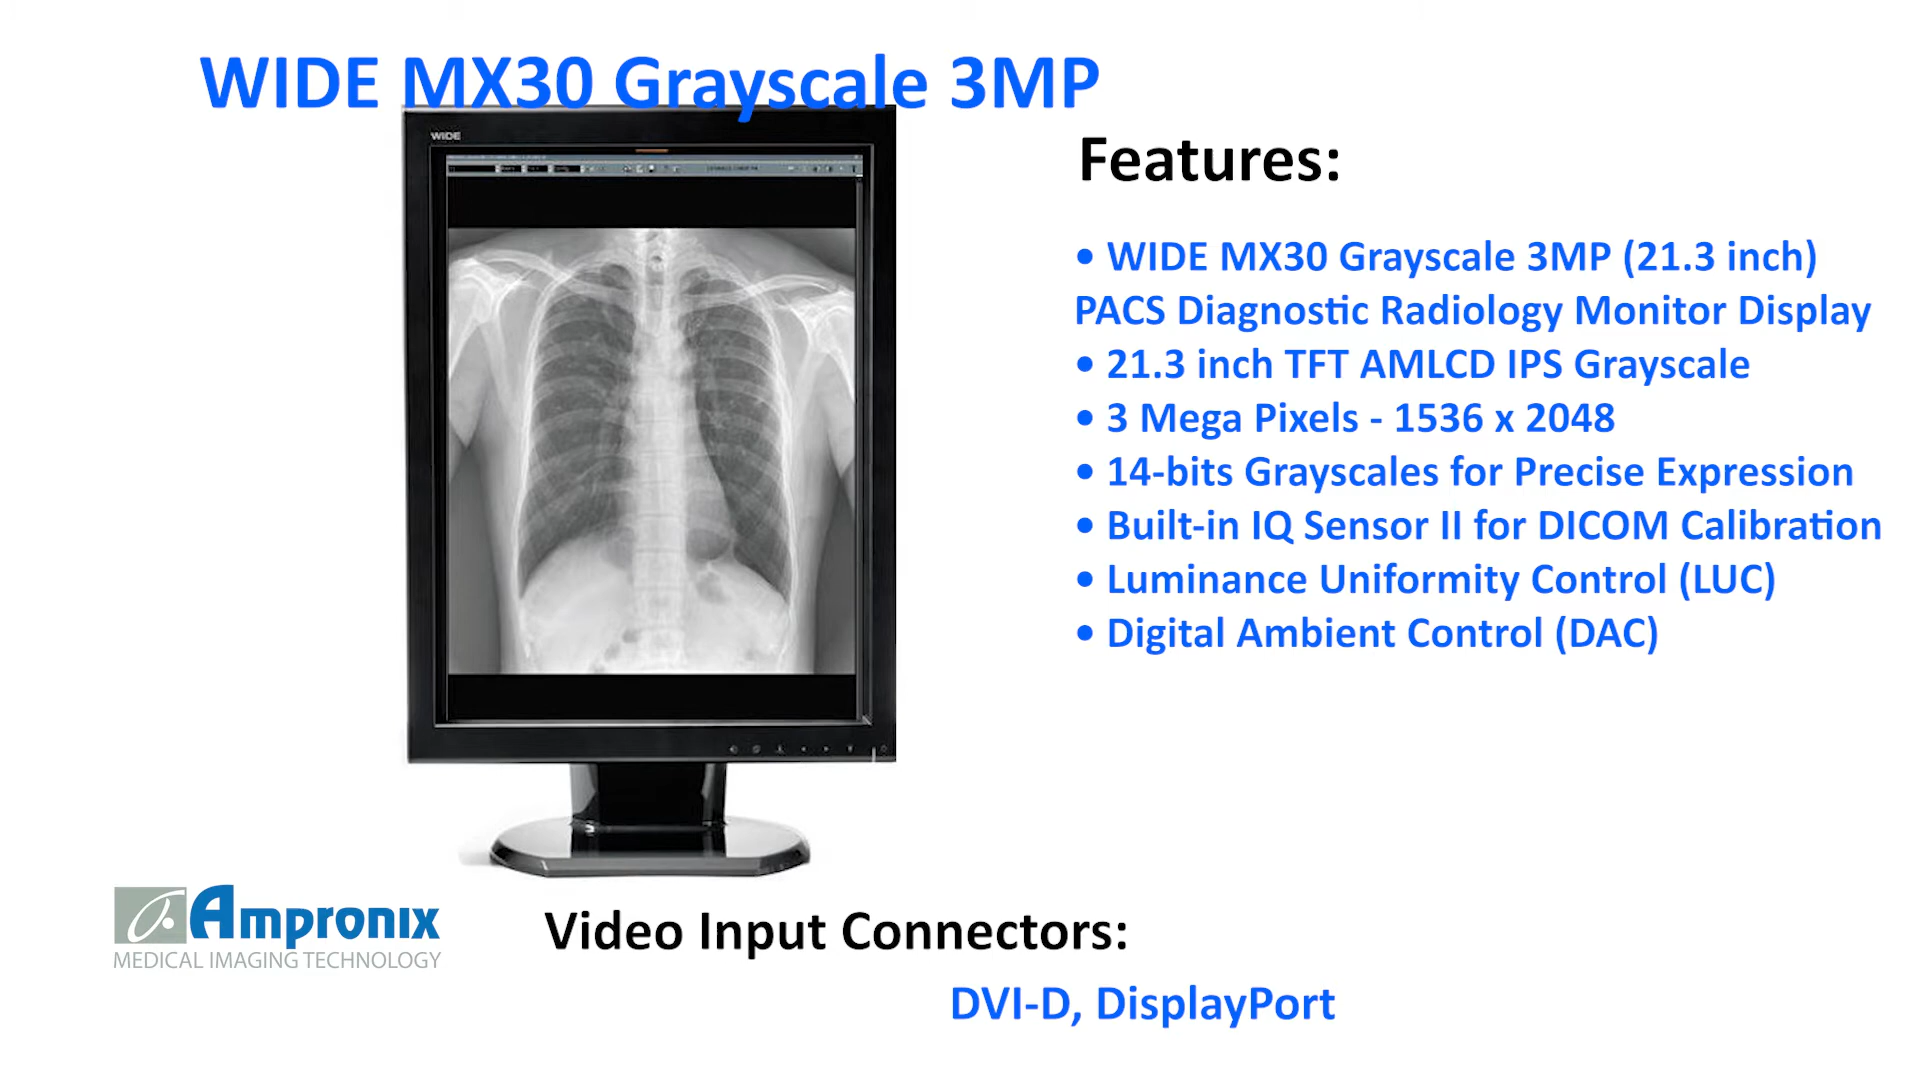 WIDE MX30 Grayscale 3MP
WIDE
Features:
• WIDE MX30 Grayscale 3MP (21.3 inch)
PACS Diagnostic Radiology Monitor Display
• 21.3 inch TFT AMLCD IPS Grayscale
• 3 Mega Pixels - 1536 x 2048
• 14-bits Grayscales for Precise Expression
• Built-in IQ Sensor II for DICOM Calibration
• Luminance Uniformity Control (LUC)
• Digital Ambient Control (DAC)
Ampronix
MEDICAL IMAGING TECHNOLOGY
Video Input Connectors:
DVI-D, DisplayPort